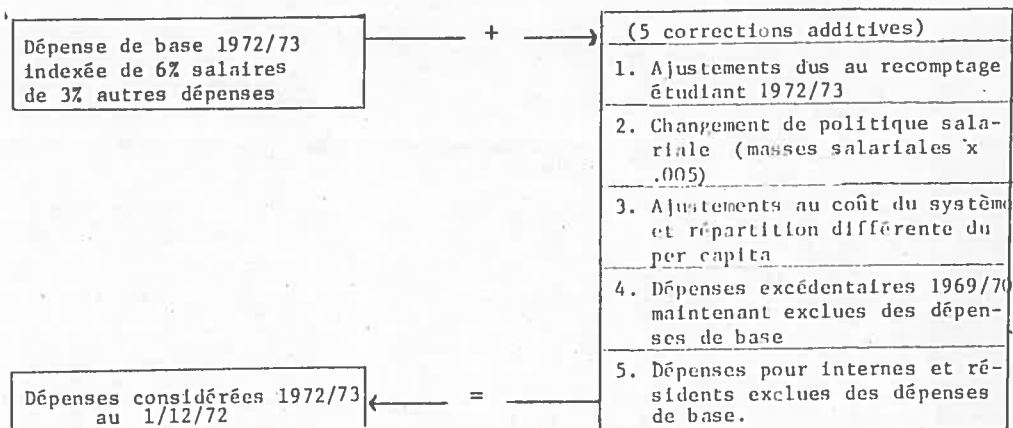 Dépense de base 1972/73
indexée de 6% salaires
de 3% autres dépenses
+
(5 corrections additives)
1. Ajustements dus au recomptage
étudiant 1972/73
2. Changement de politique sala-
riale (masses salariales x
.005)
3. Ajustements au coût du système
et répartition différente du
per capita
4. Dépenses excédentaires 1969/70
maintenant exclues des dépen-
ses de base
5. Dépenses pour internes et ré-
sidents exclues des dépenses
de base.
=
Dépenses considérées 1972/73
au 1/12/72